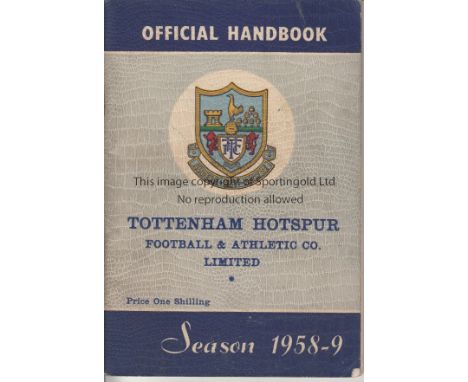 OFFICIAL HANDBOOK
This image copyright of Sportingold Ltd
No reproduction allowed
TOTTENHAM HOTSPUR
FOOTBALL & ATHLETIC CO.
LIMITED
Price One Shilling
Season 1958-9